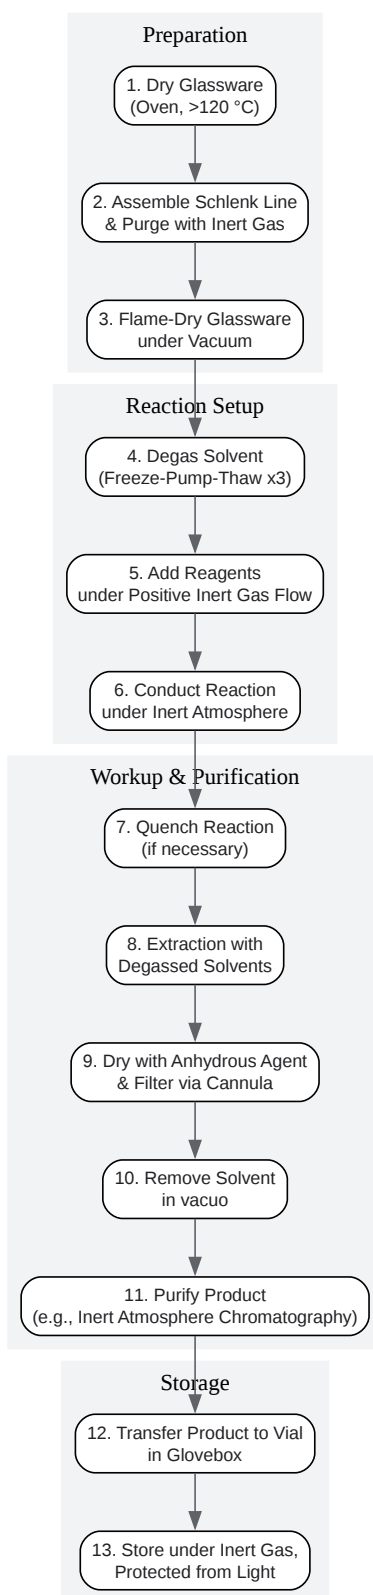 Preparation
1. Dry Glassware
(Oven, >120 °C)
2. Assemble Schlenk Line
& Purge with Inert Gas
3. Flame-Dry Glassware
under Vacuum
Reaction Setup
4. Degas Solvent
(Freeze-Pump-Thaw x3)
5. Add Reagents
under Positive Inert Gas Flow
6. Conduct Reaction
under Inert Atmosphere
Workup & Purification
7. Quench Reaction
(if necessary)
8. Extraction with
Degassed Solvents
9. Dry with Anhydrous Agent
& Filter via Cannula
10. Remove Solvent
in vacuo
11. Purify Product
(e.g., Inert Atmosphere Chromatography)
Storage
12. Transfer Product to Vial
in Glovebox
13. Store under Inert Gas,
Protected from Light